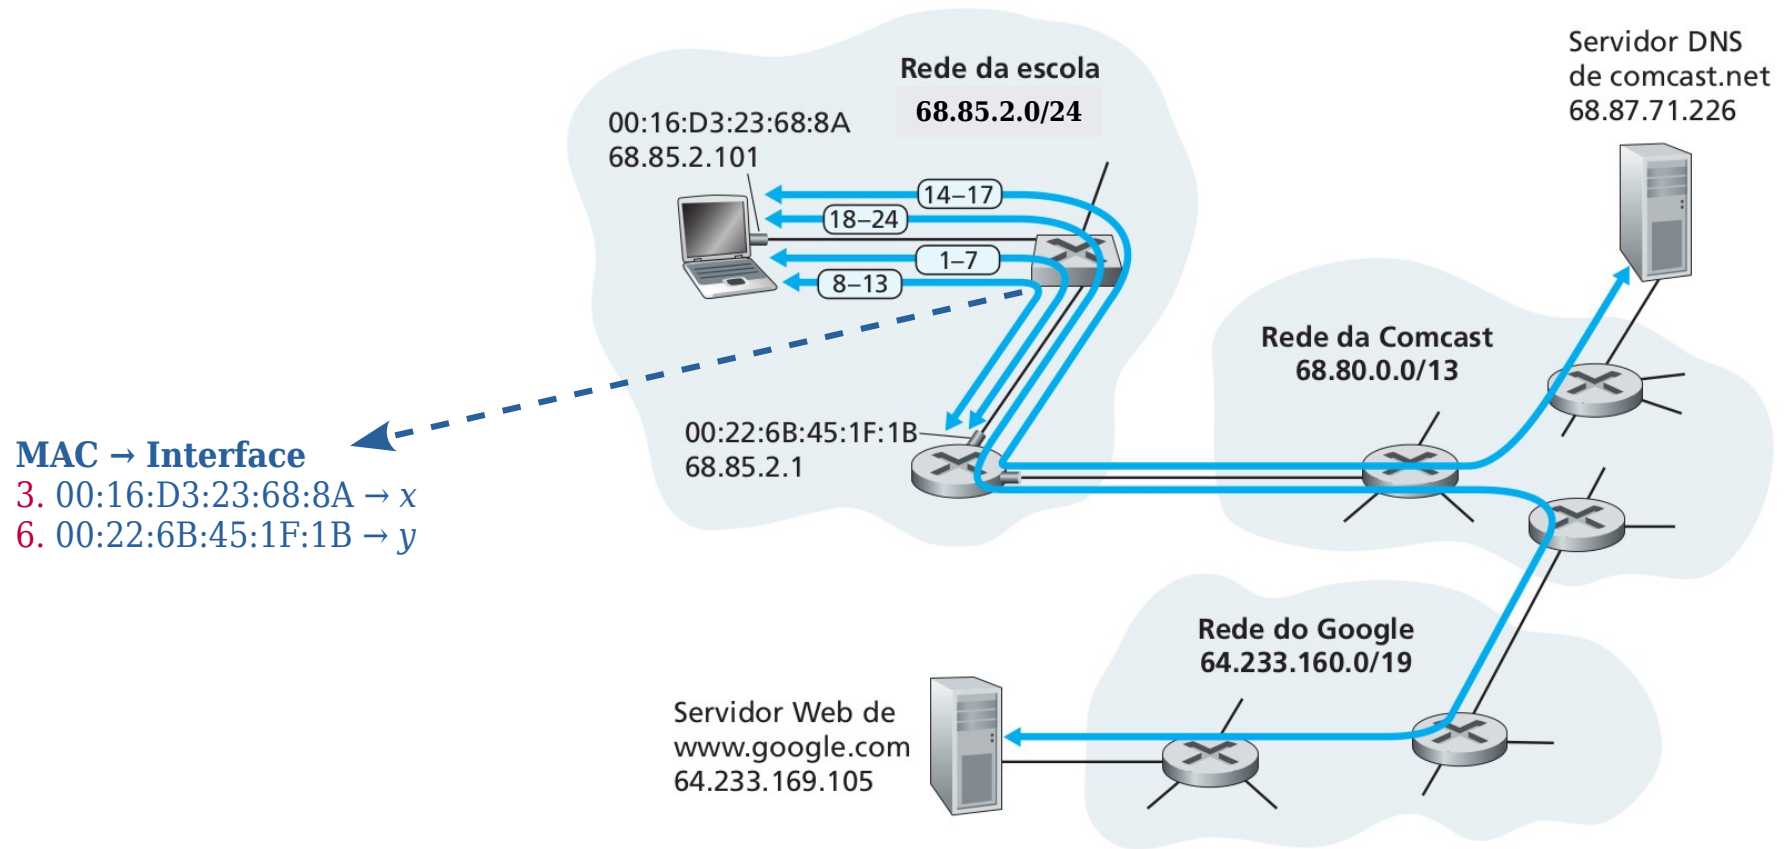 Rede da escola
68.85.2.0/24
00:16:D3:23:68:8A
68.85.2.101
14–17
18–24
1–7
8–13
00:22:6B:45:1F:1B
68.85.2.1
MAC → Interface
3. 00:16:D3:23:68:8A → x
6. 00:22:6B:45:1F:1B → y
Servidor DNS
de comcast.net
68.87.71.226
Rede da Comcast
68.80.0.0/13
Rede do Google
64.233.160.0/19
Servidor Web de
www.google.com
64.233.169.105